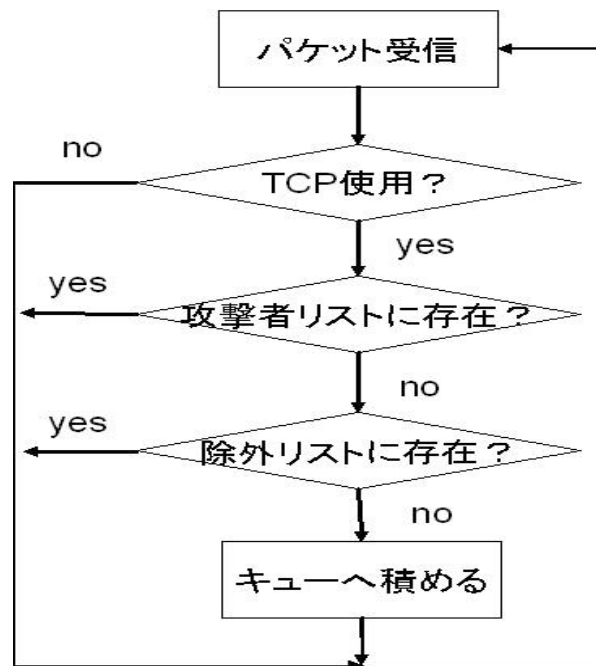 パケット受信
no
TCP使用？
yes
yes
攻撃者リストに存在？
no
yes
除外リストに存在？
no
キューへ積める